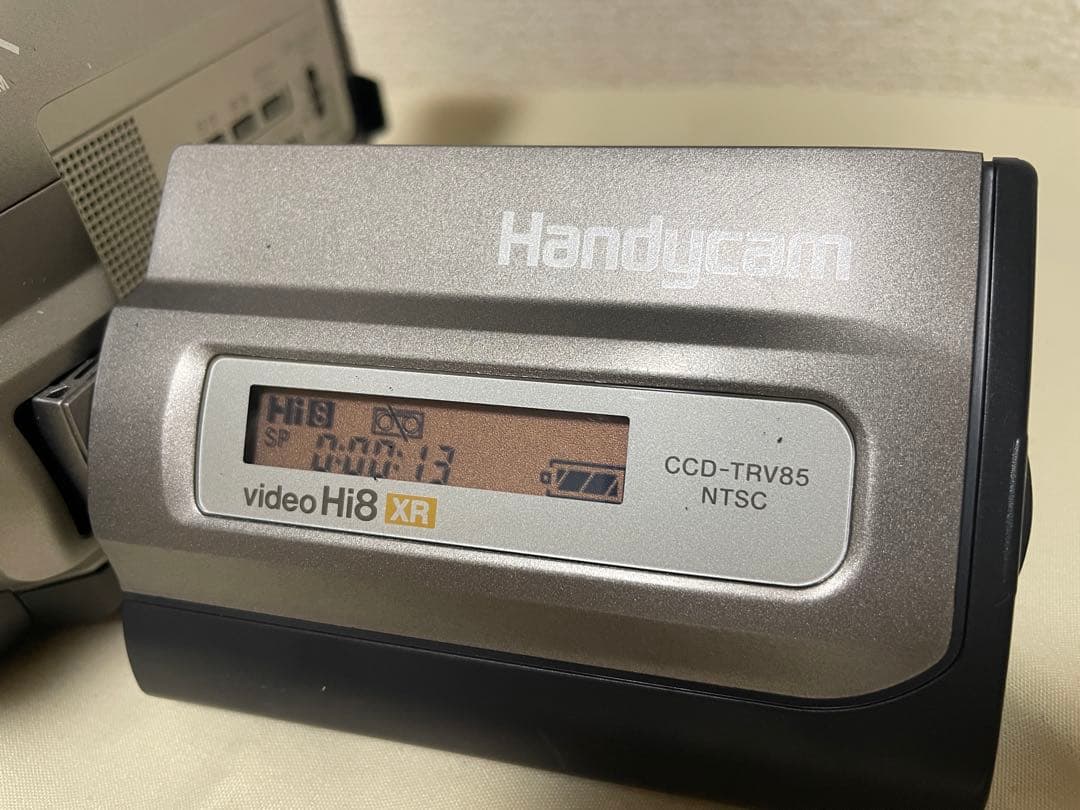 Handycam
Hi8
SP 0:00:13
video Hi8 XR
CCD-TRV85
NTSC